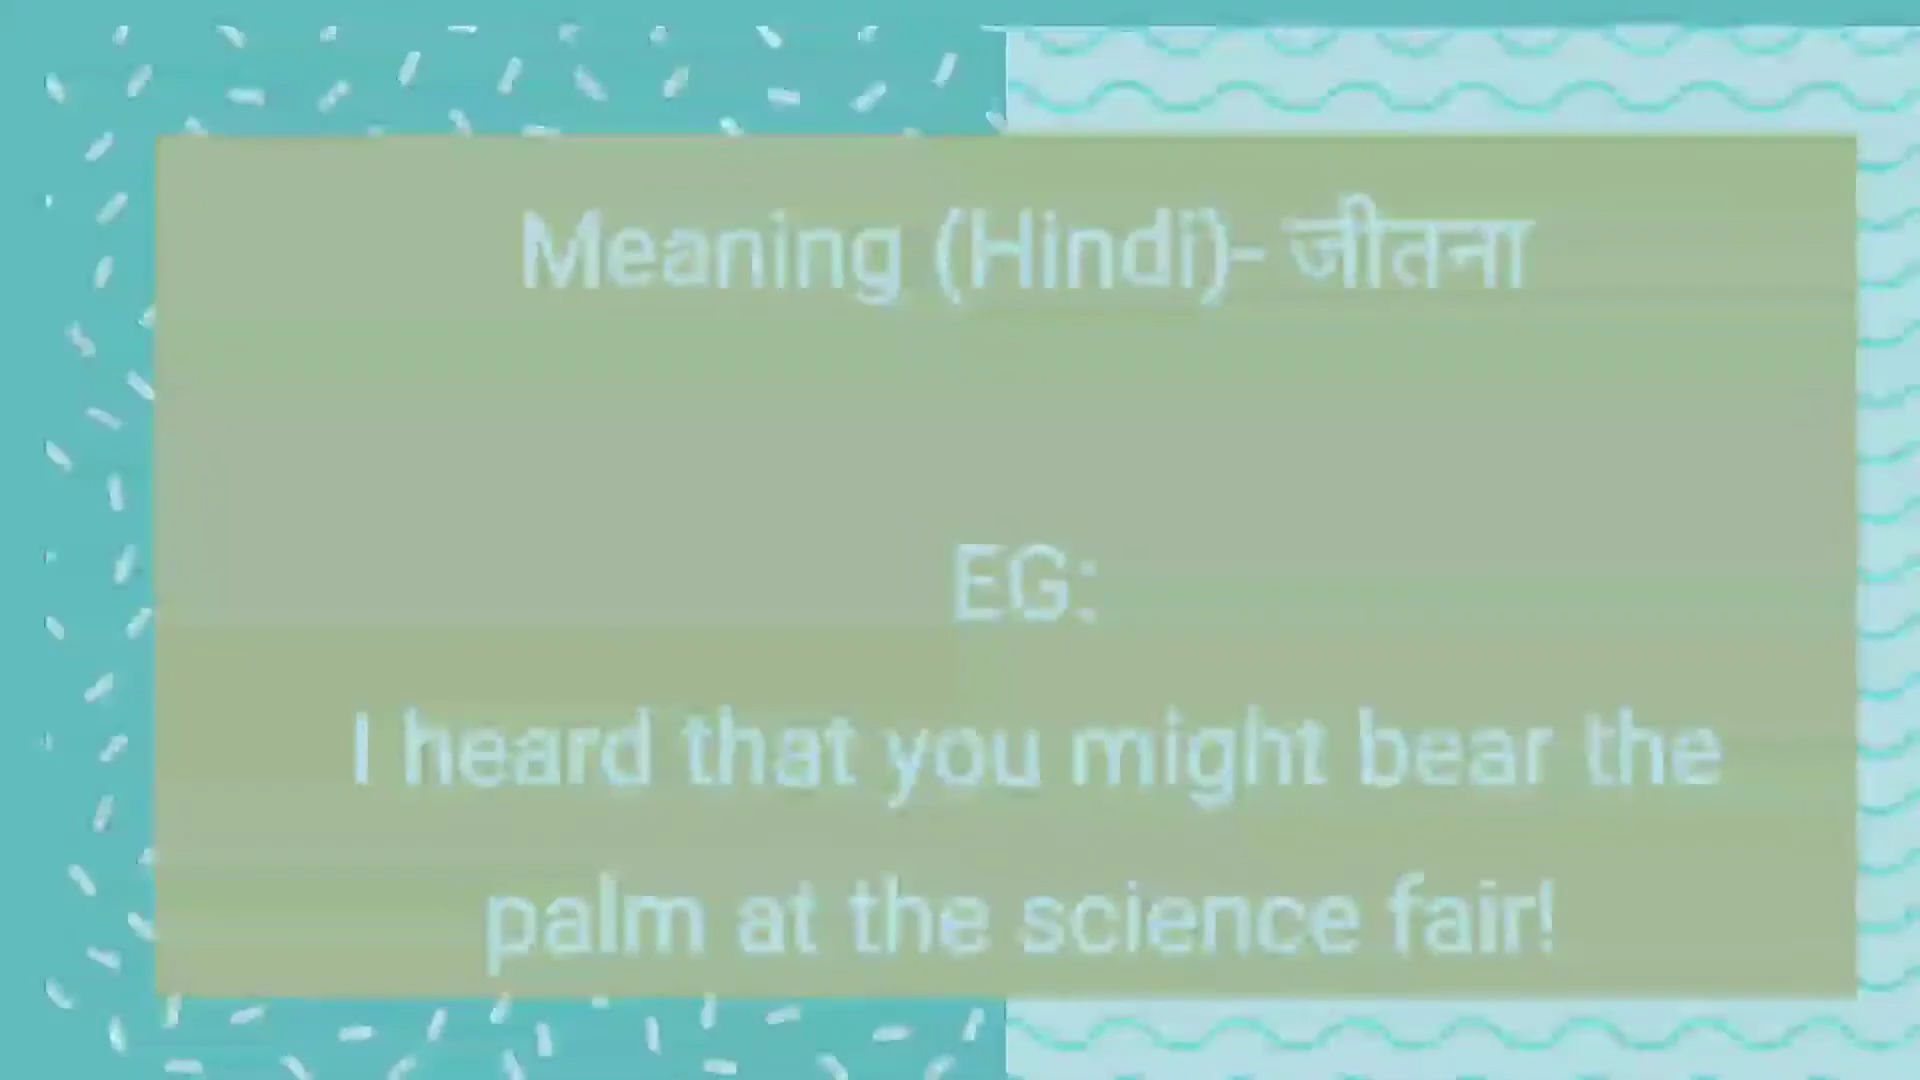 Meaning (Hindi)- जीतना
EG:
I heard that you might bear the
palm at the science fair!